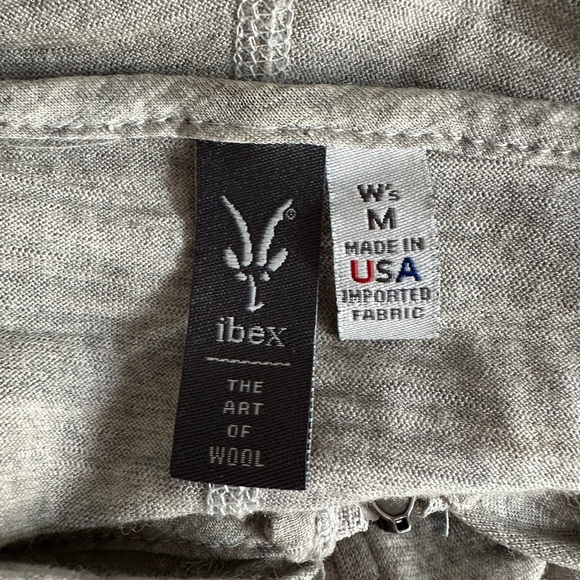 ibex
THE
ART
OF
WOOL
W's
M
MADE IN
USA
IMPORTED
FABRIC